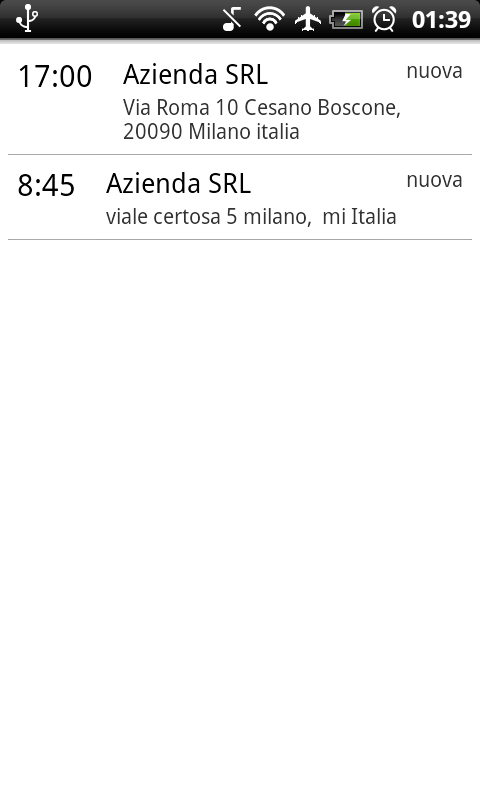 01:39
17:00 Azienda SRL nuova
Via Roma 10 Cesano Boscone,
20090 Milano italia
8:45 Azienda SRL nuova
viale certosa 5 milano,  mi Italia